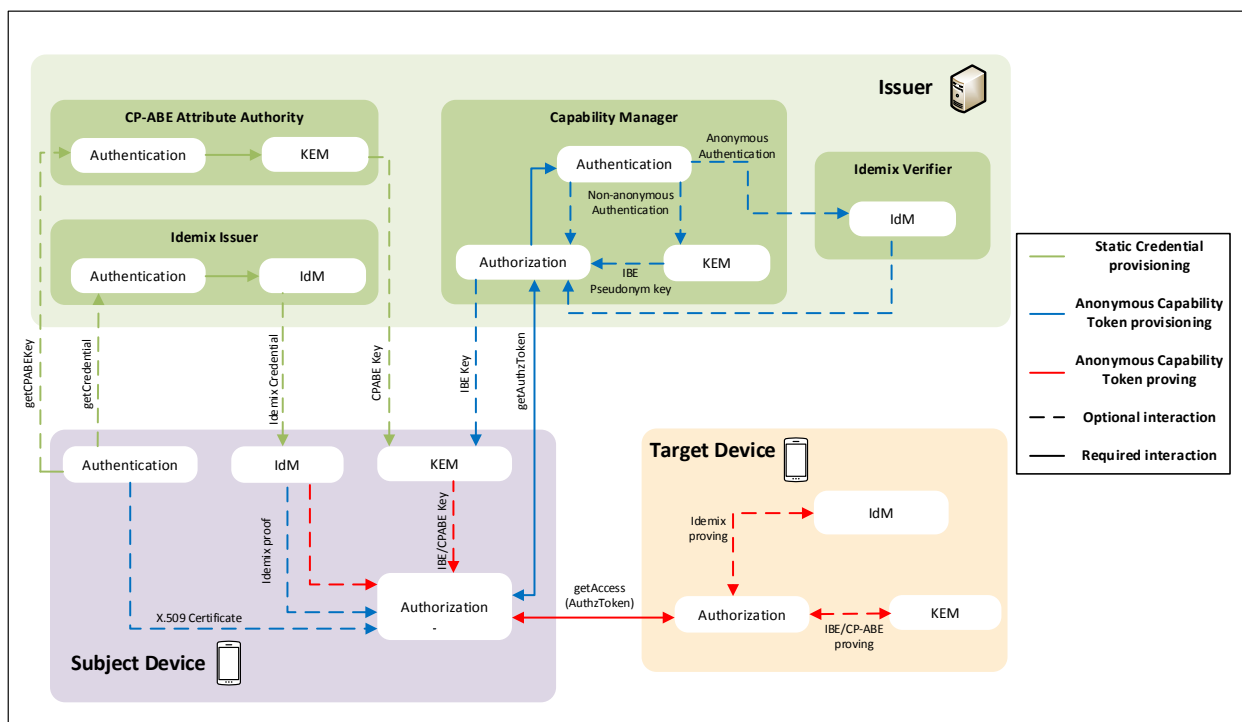 Issuer
CP-ABE Attribute Authority
Authentication
KEM
Idemix Issuer
Authentication
IdM
Capability Manager
Authentication
Anonymous
Authentication
Non-anonymous
Authentication
Authorization
IBE
Pseudonym key
KEM
Idemix Verifier
IdM
Static Credential
provisioning
Anonymous Capability
Token provisioning
Anonymous Capability
Token proving
Optional interaction
Required interaction
getCPABEKey
getCredential
Idemix Credential
CPABE Key
IBE Key
getAuthzToken
Authentication
IdM
KEM
Idemix proof
IBE/CPABE Key
X.509 Certificate
Authorization
-
Subject Device
getAccess
(AuthzToken)
Target Device
IdM
Idemix
proving
Authorization
KEM
IBE/CP-ABE
proving